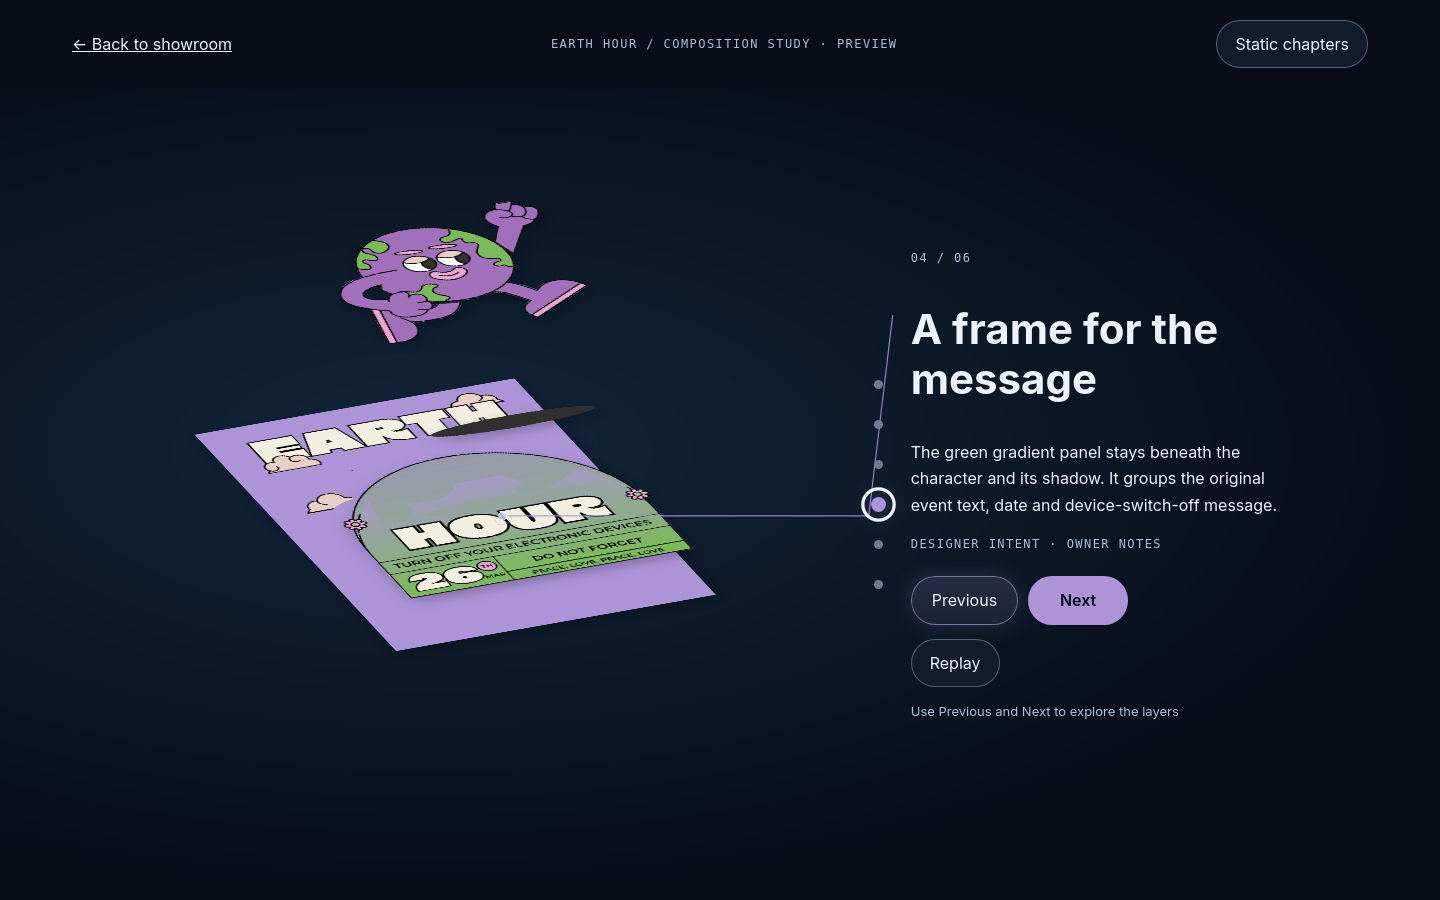 ← Back to showroom
EARTH HOUR / COMPOSITION STUDY · PREVIEW
Static chapters
EARTH
HOUR
TURN OFF YOUR ELECTRONIC DEVICES
26 TH MAR
DO NOT FORGET
PEACE, LOVE, PEACE, LOVE
04 / 06
A frame for the
message
The green gradient panel stays beneath the
character and its shadow. It groups the original
event text, date and device-switch-off message.
DESIGNER INTENT · OWNER NOTES
Previous
Next
Replay
Use Previous and Next to explore the layers